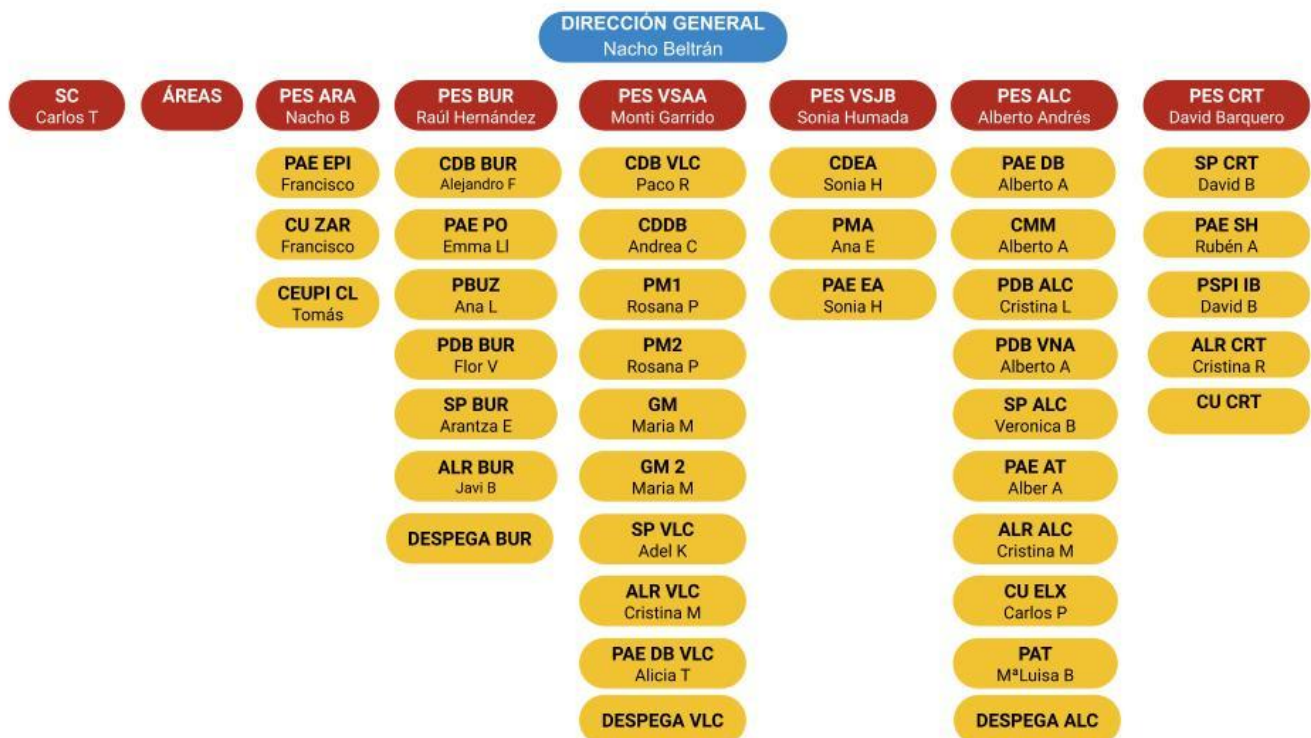 DIRECCIÓN GENERAL
Nacho Beltrán
SC
Carlos T
ÁREAS
PES ARA
Nacho B
PES BUR
Raúl Hernández
PES VSAA
Monti Garrido
PES VSJB
Sonia Humada
PES ALC
Alberto Andrés
PES CRT
David Barquero
PAE EPI
Francisco
CU ZAR
Francisco
CEUPI CL
Tomás
CDB BUR
Alejandro F
PAE PO
Emma Ll
PBUZ
Ana L
PDB BUR
Flor V
SP BUR
Arantza E
ALR BUR
Javi B
DESPEGA BUR
CDB VLC
Paco R
CDDB
Andrea C
PM1
Rosana P
PM2
Rosana P
GM
Maria M
GM 2
Maria M
SP VLC
Adel K
ALR VLC
Cristina M
PAE DB VLC
Alicia T
DESPEGA VLC
CDEA
Sonia H
PMA
Ana E
PAE EA
Sonia H
PAE DB
Alberto A
CMM
Alberto A
PDB ALC
Cristina L
PDB VNA
Alberto A
SP ALC
Veronica B
PAE AT
Alber A
ALR ALC
Cristina M
CU ELX
Carlos P
PAT
MªLuisa B
DESPEGA ALC
SP CRT
David B
PAE SH
Rubén A
PSPI IB
David B
ALR CRT
Cristina R
CU CRT